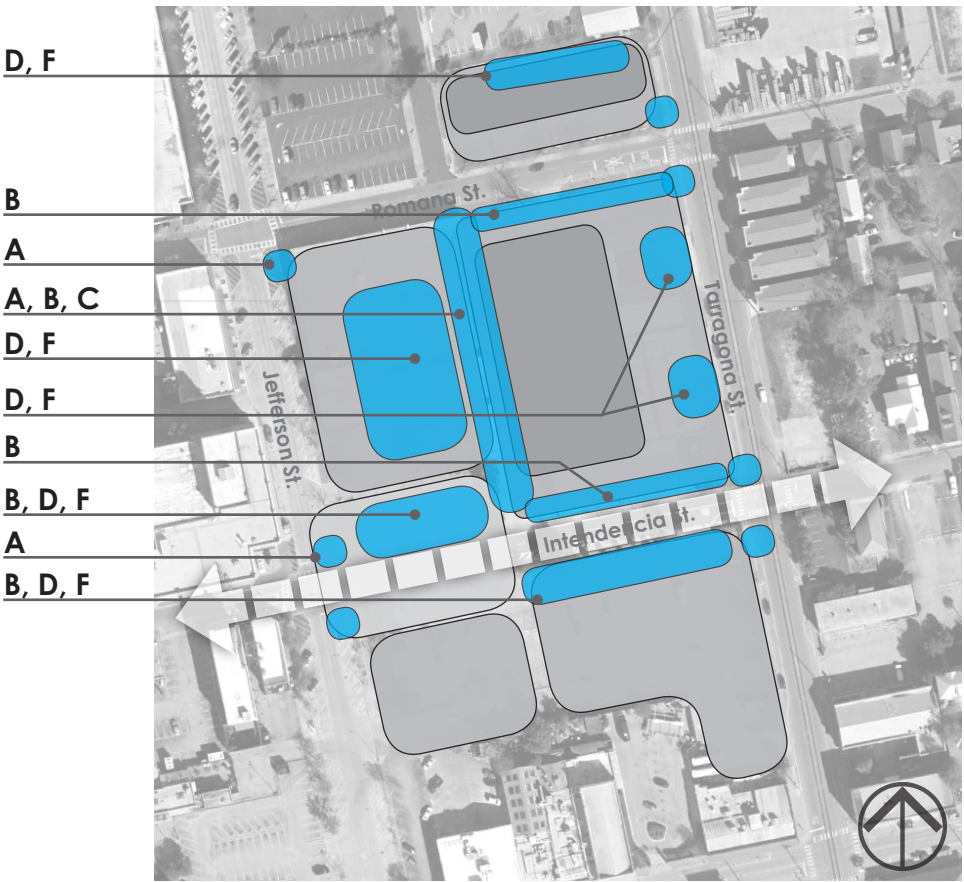 D, F
B
A
A, B, C
D, F
D, F
B
B, D, F
A
B, D, F
Romana St.
Jefferson St.
Tarragona St.
Intendencia St.